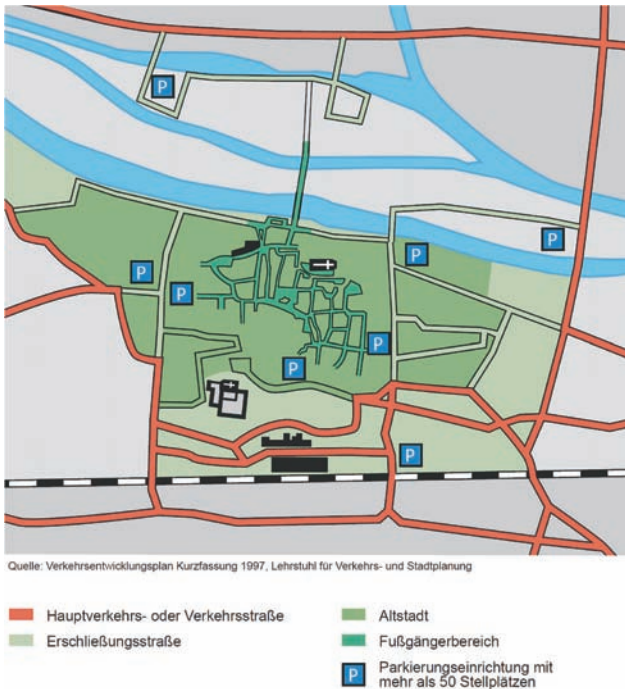 P
P
P
P
P
P
P
P
P
Quelle: Verkehrsentwicklungsplan Kurzfassung 1997, Lehrstuhl für Verkehrs- und Stadtplanung
Hauptverkehrs- oder Verkehrsstraße
Erschließungsstraße
Altstadt
Fußgängerbereich
P Parkierungseinrichtung mit
mehr als 50 Stellplätzen